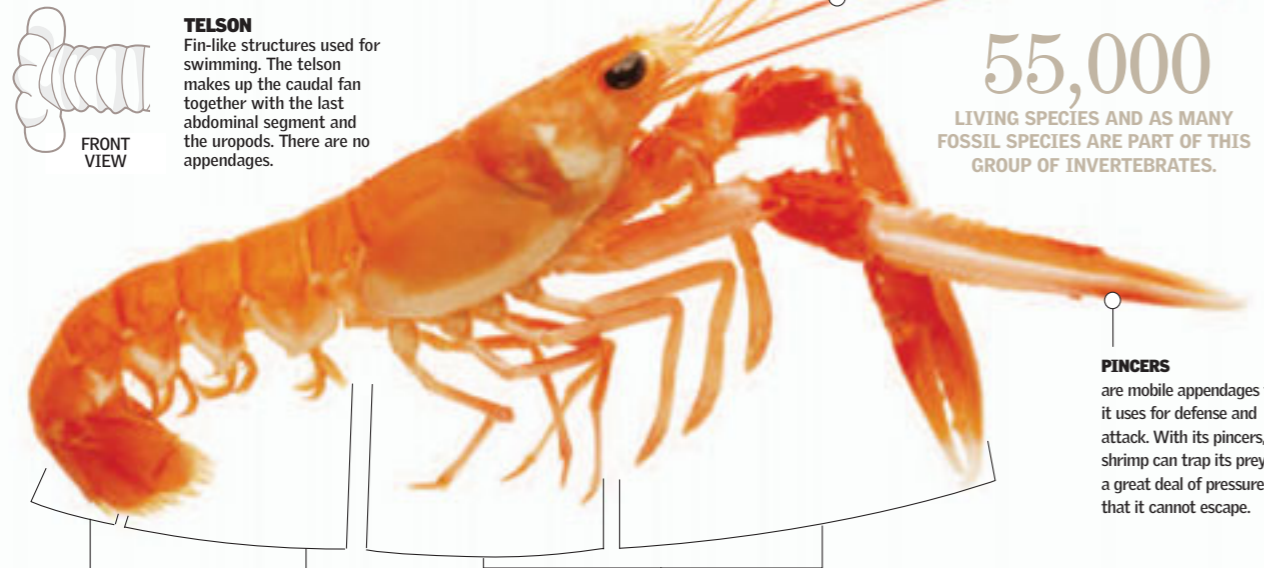 TELSON
Fin-like structures used for
swimming. The telson
makes up the caudal fan
together with the last
abdominal segment and
the uropods. There are no
appendages.
FRONT
VIEW
55,000
LIVING SPECIES AND AS MANY
FOSSIL SPECIES ARE PART OF THIS
GROUP OF INVERTEBRATES.
PINCERS
are mobile appendages
it uses for defense and
attack. With its pincers,
shrimp can trap its prey
a great deal of pressure
that it cannot escape.